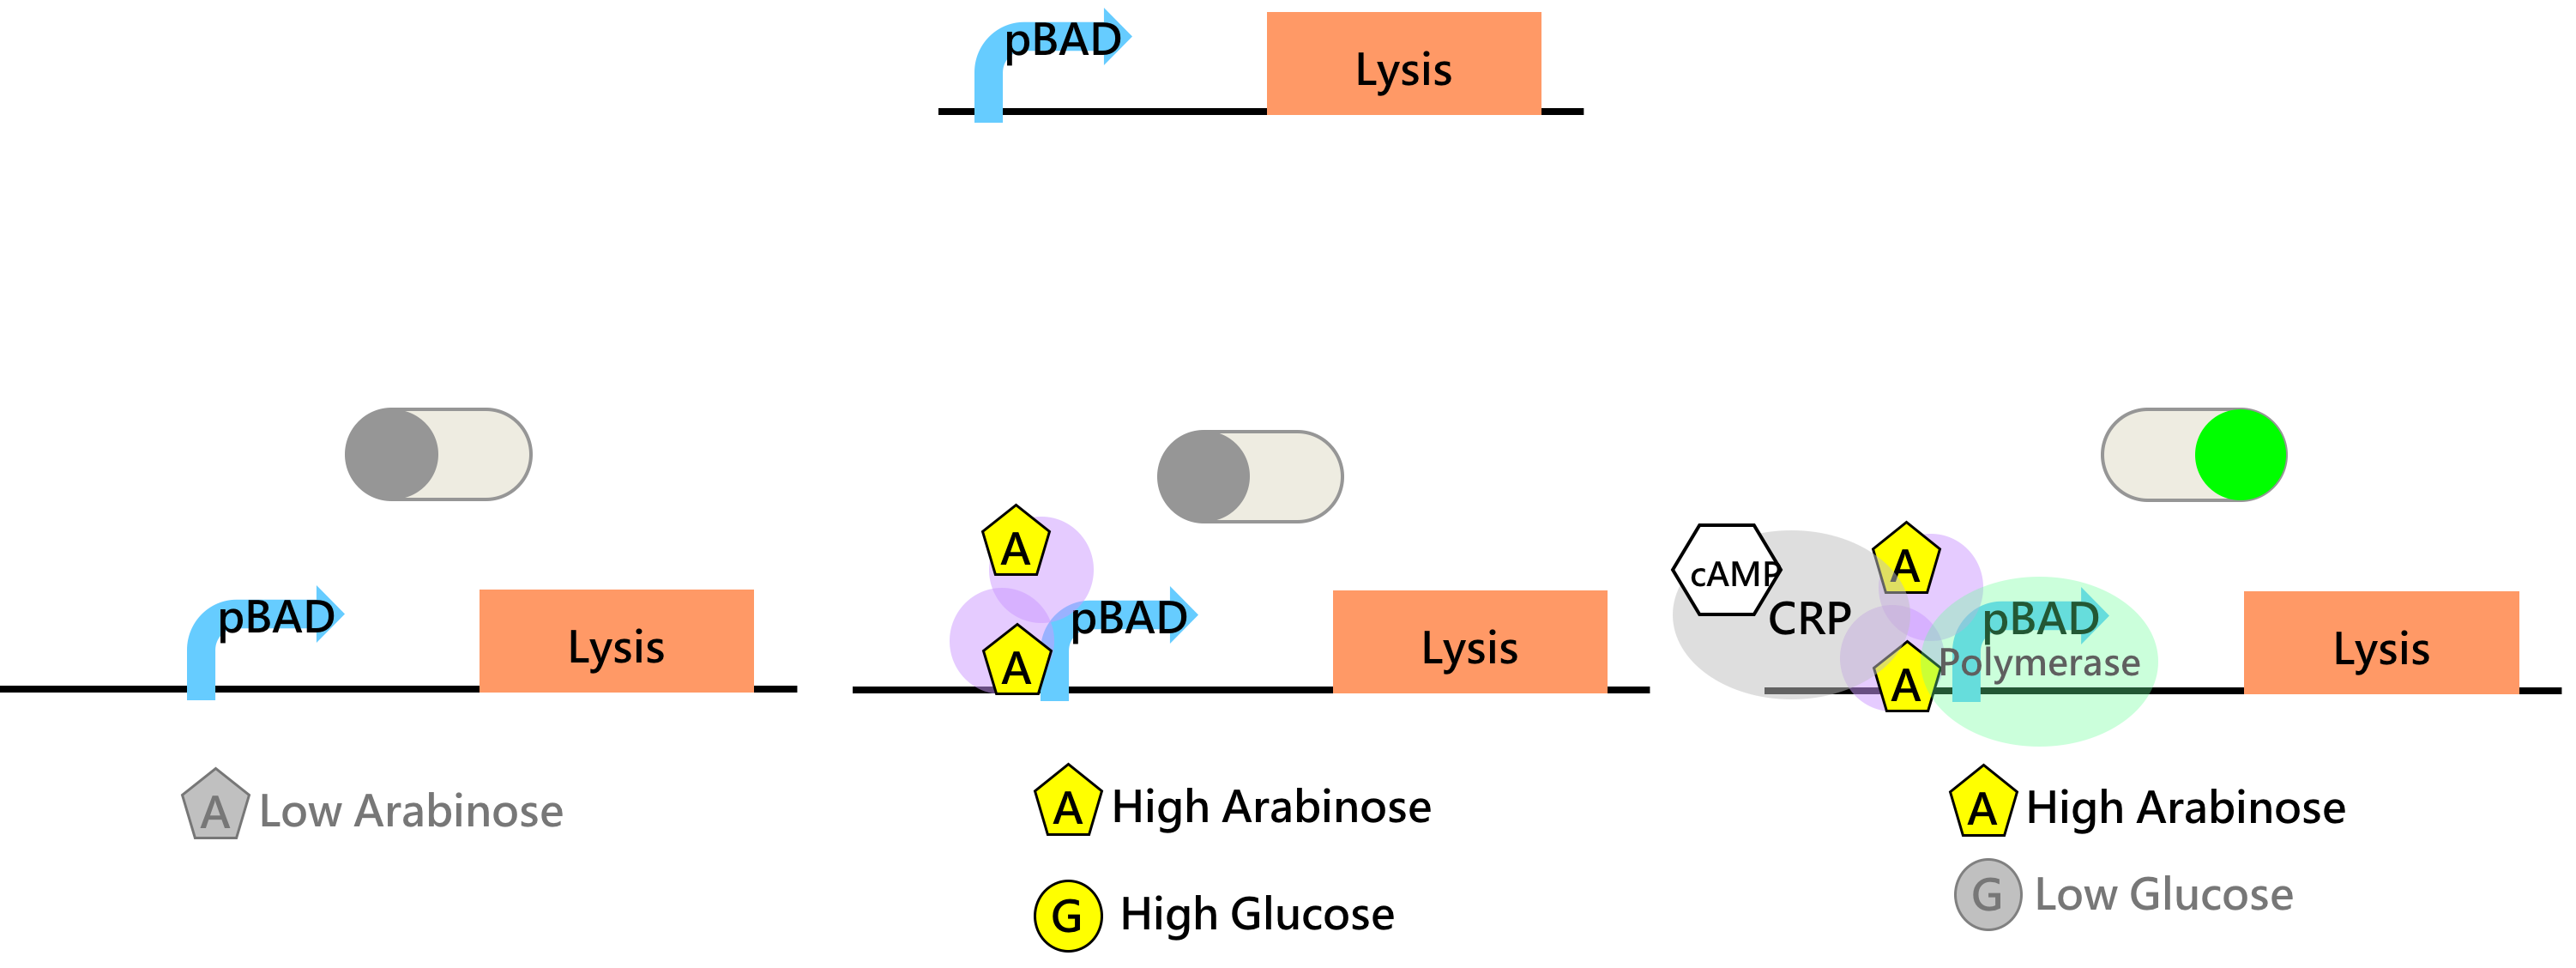 pBAD
Lysis
pBAD
Lysis
A Low Arabinose
A
A
pBAD
Lysis
A High Arabinose
G High Glucose
cAMP
CRP
A
A
pBAD
Polymerase
Lysis
A High Arabinose
G Low Glucose